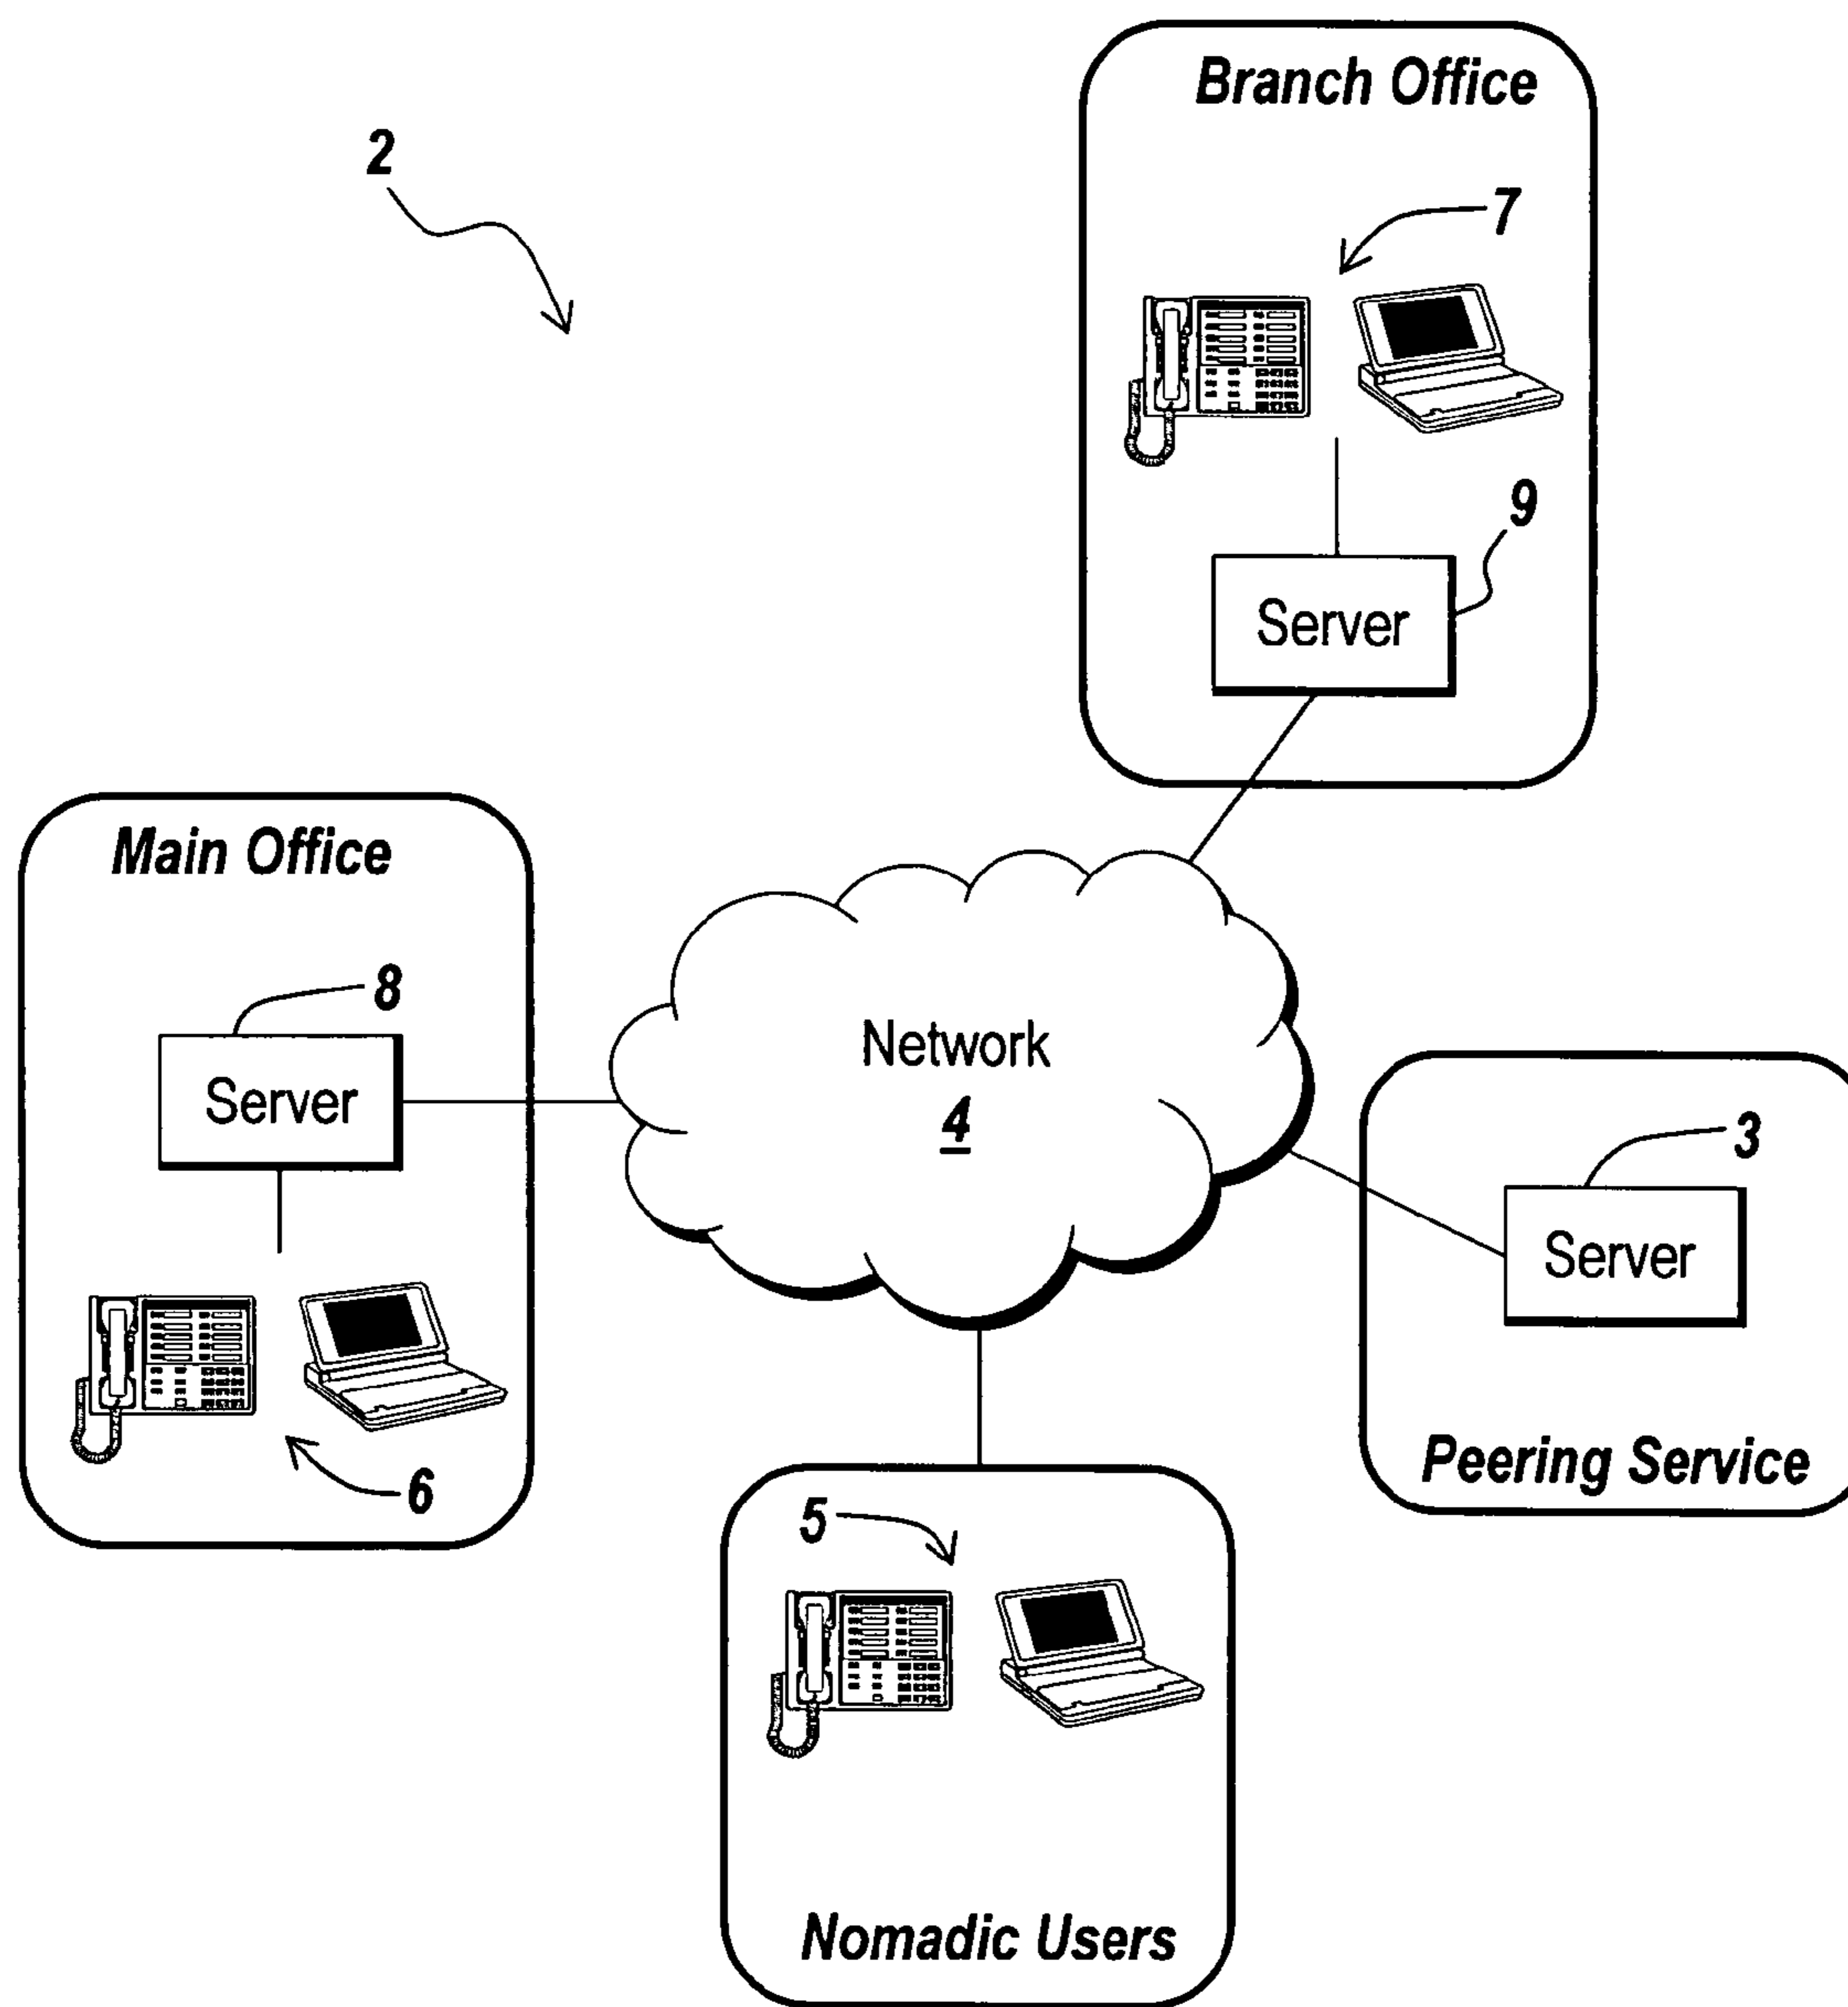 Branch Office
2
7
9
Server
Main Office
8
Server
Network
4
3
Server
6
Peering Service
5
Nomadic Users